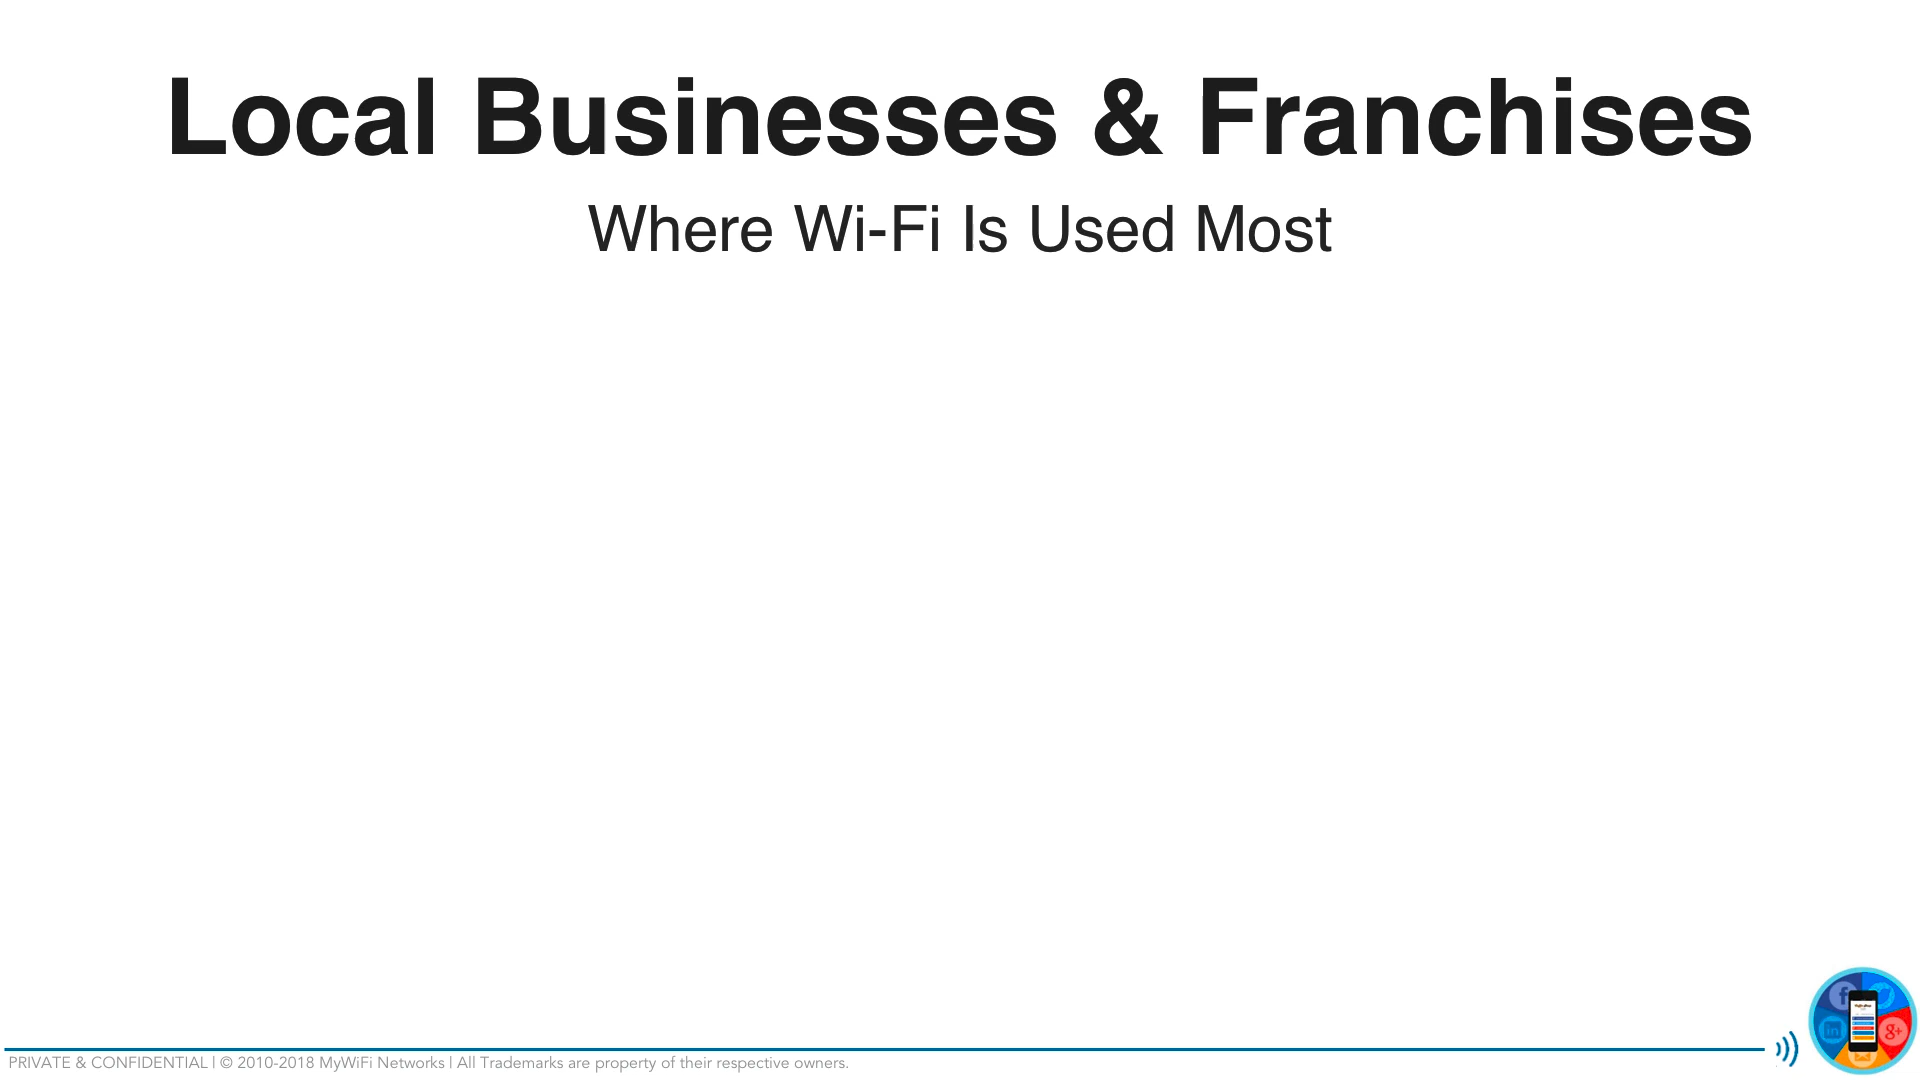 Local Businesses & Franchises
Where Wi-Fi Is Used Most
PRIVATE & CONFIDENTIAL | © 2010-2018 MyWiFi Networks | All Trademarks are property of their respective owners.